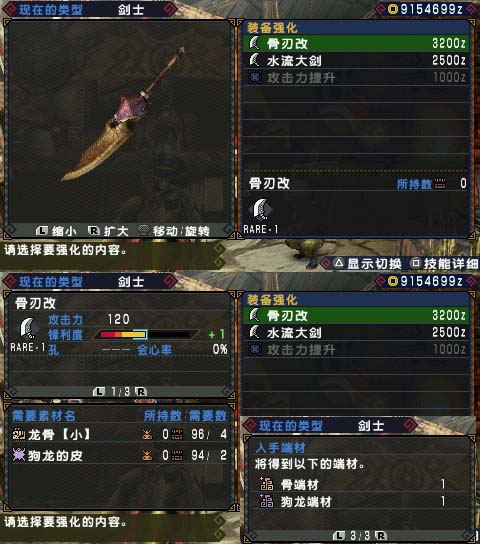 现在的类型 剑士
9154699z
装备强化
骨刃改 3200z
水流大剑 2500z
攻击力提升 1000z
骨刃改 所持数 0
RARE-1
L 缩小 R 扩大 移动/旋转
请选择要强化的内容。
△显示切换 □技能详细
现在的类型 剑士
9154699z
骨刃改
攻击力 120
RARE-1
锋利度 +1
孔 --- 会心率 0%
L 1/3 R
装备强化
骨刃改 3200z
水流大剑 2500z
攻击力提升 1000z
需要素材名 所持数/需要数
龙骨【小】 0 96/ 4
狗龙的皮 0 94/ 2
请选择要强化的内容。
现在的类型 剑士
入手端材
将得到以下的端材。
骨端材 1
狗龙端材 1
L 3/3 R